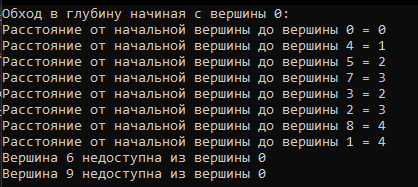 Обход в глубину начиная с вершины 0:
Расстояние от начальной вершины до вершины 0 = 0
Расстояние от начальной вершины до вершины 4 = 1
Расстояние от начальной вершины до вершины 5 = 2
Расстояние от начальной вершины до вершины 7 = 3
Расстояние от начальной вершины до вершины 3 = 2
Расстояние от начальной вершины до вершины 2 = 3
Расстояние от начальной вершины до вершины 8 = 4
Расстояние от начальной вершины до вершины 1 = 4
Вершина 6 недоступна из вершины 0
Вершина 9 недоступна из вершины 0